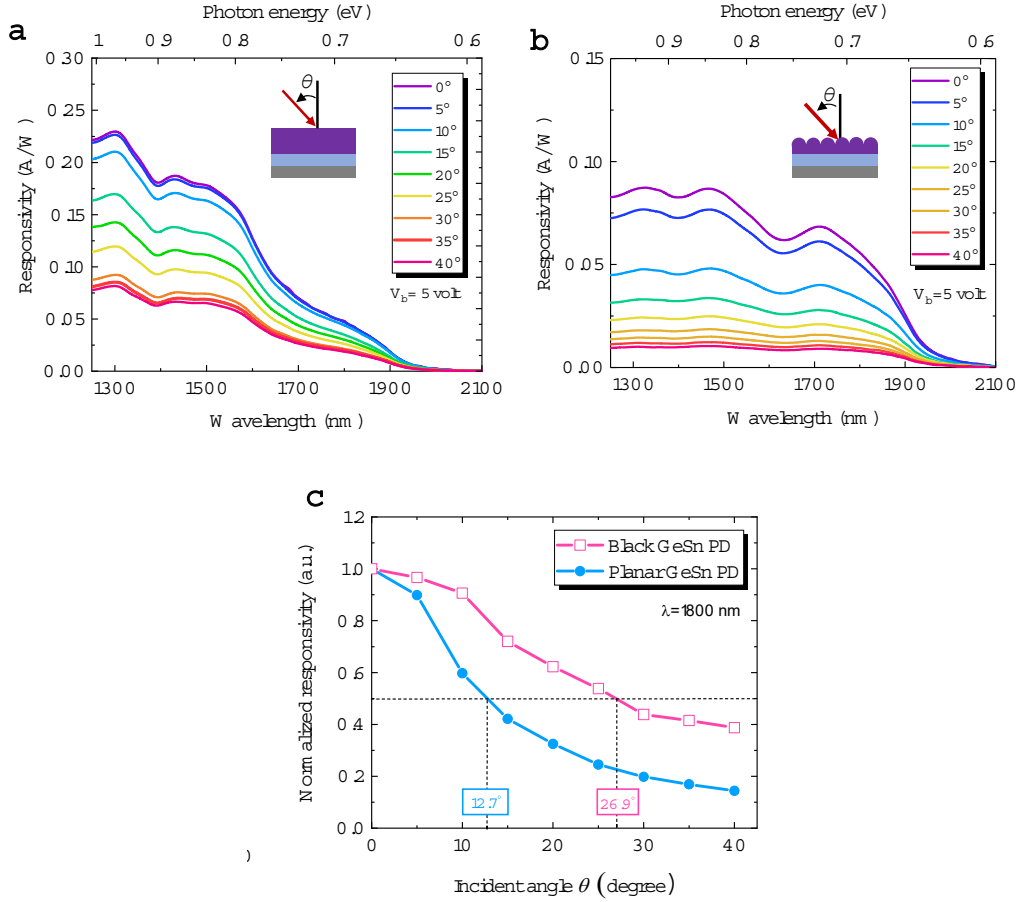 a
Photon energy (eV)
1 0.9 0.8 0.7 0.6
Responsivity (A/W)
0.30
0.25
0.20
0.15
0.10
0.05
0.00
θ
0°
5°
10°
15°
20°
25°
30°
35°
40°
V_b = 5 volt
1300 1500 1700 1900 2100
Wavelength (nm)
b
Photon energy (eV)
0.9 0.8 0.7 0.6
Responsivity (A/W)
0.15
0.10
0.05
0.00
θ
0°
5°
10°
15°
20°
25°
30°
35°
40°
V_b = 5 volt
1300 1500 1700 1900 2100
Wavelength (nm)
c
Normalized responsivity (a.u.)
1.2
1.0
0.8
0.6
0.4
0.2
0.0
Black GeSn PD
Planar GeSn PD
λ=1800 nm
12.7°
26.9°
0 10 20 30 40
Incident angle θ (degree)
)